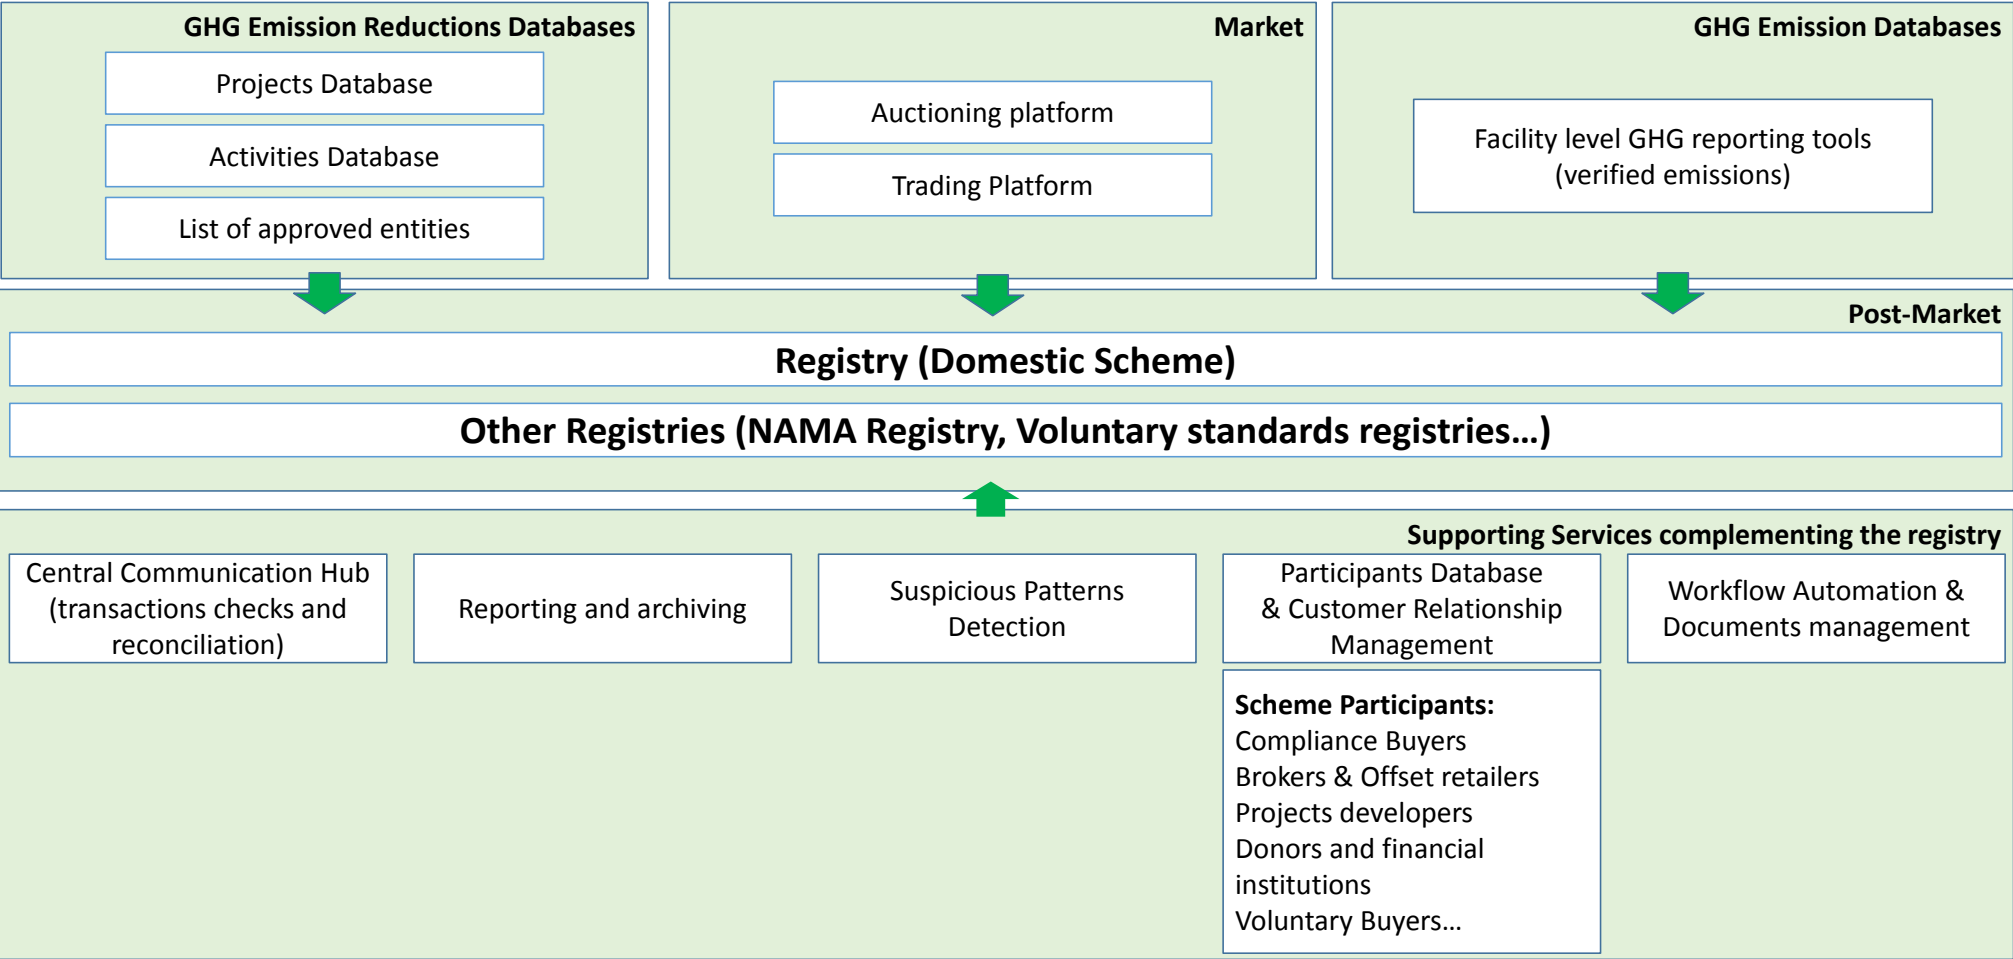 GHG Emission Reductions Databases
Projects Database
Activities Database
List of approved entities
Market
Auctioning platform
Trading Platform
GHG Emission Databases
Facility level GHG reporting tools
(verified emissions)
Post-Market
Registry (Domestic Scheme)
Other Registries (NAMA Registry, Voluntary standards registries…)
Supporting Services complementing the registry
Central Communication Hub
(transactions checks and
reconciliation)
Reporting and archiving
Suspicious Patterns
Detection
Participants Database
& Customer Relationship
Management
Workflow Automation &
Documents management
Scheme Participants:
Compliance Buyers
Brokers & Offset retailers
Projects developers
Donors and financial
institutions
Voluntary Buyers…